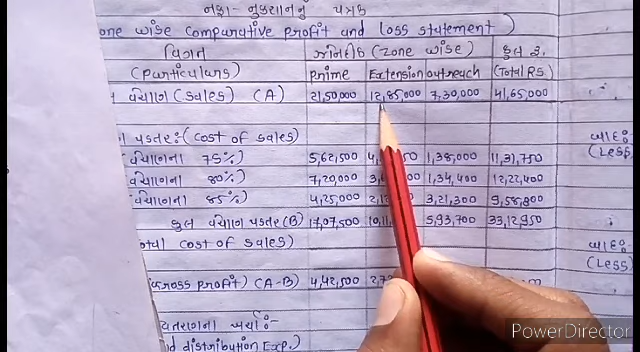 નફા - નુકસાનનું પત્રક
one wise comparative profit and loss statement )
વિગત ઝોનદીઠ (zone wise) કુલ રૂ.
(particulars) prime Extension outreach (Total RS.)
વેચાણ (sales) (A) 21,50,000 12,85,000 7,30,000 41,65,000
પડતર :( cost of sales) બાદ:
વેચાણના 75%) 5,62,500 1,38,000 11,31,750 (Less
વેચાણના 80%) 7,20,000 1,34,400 12,22,400
વેચાણના 85%) 4,25,000 3,21,300 9,58,800
કુલ વેચાણ પડતર (B) 17,07,500 5,93,700 33,12,950
cost of sales) બાદ:
(Less
Gross profit) (A-B) 4,42,500
વિતરણના ખર્ચા:-
distribution Exp.)
PowerDirector